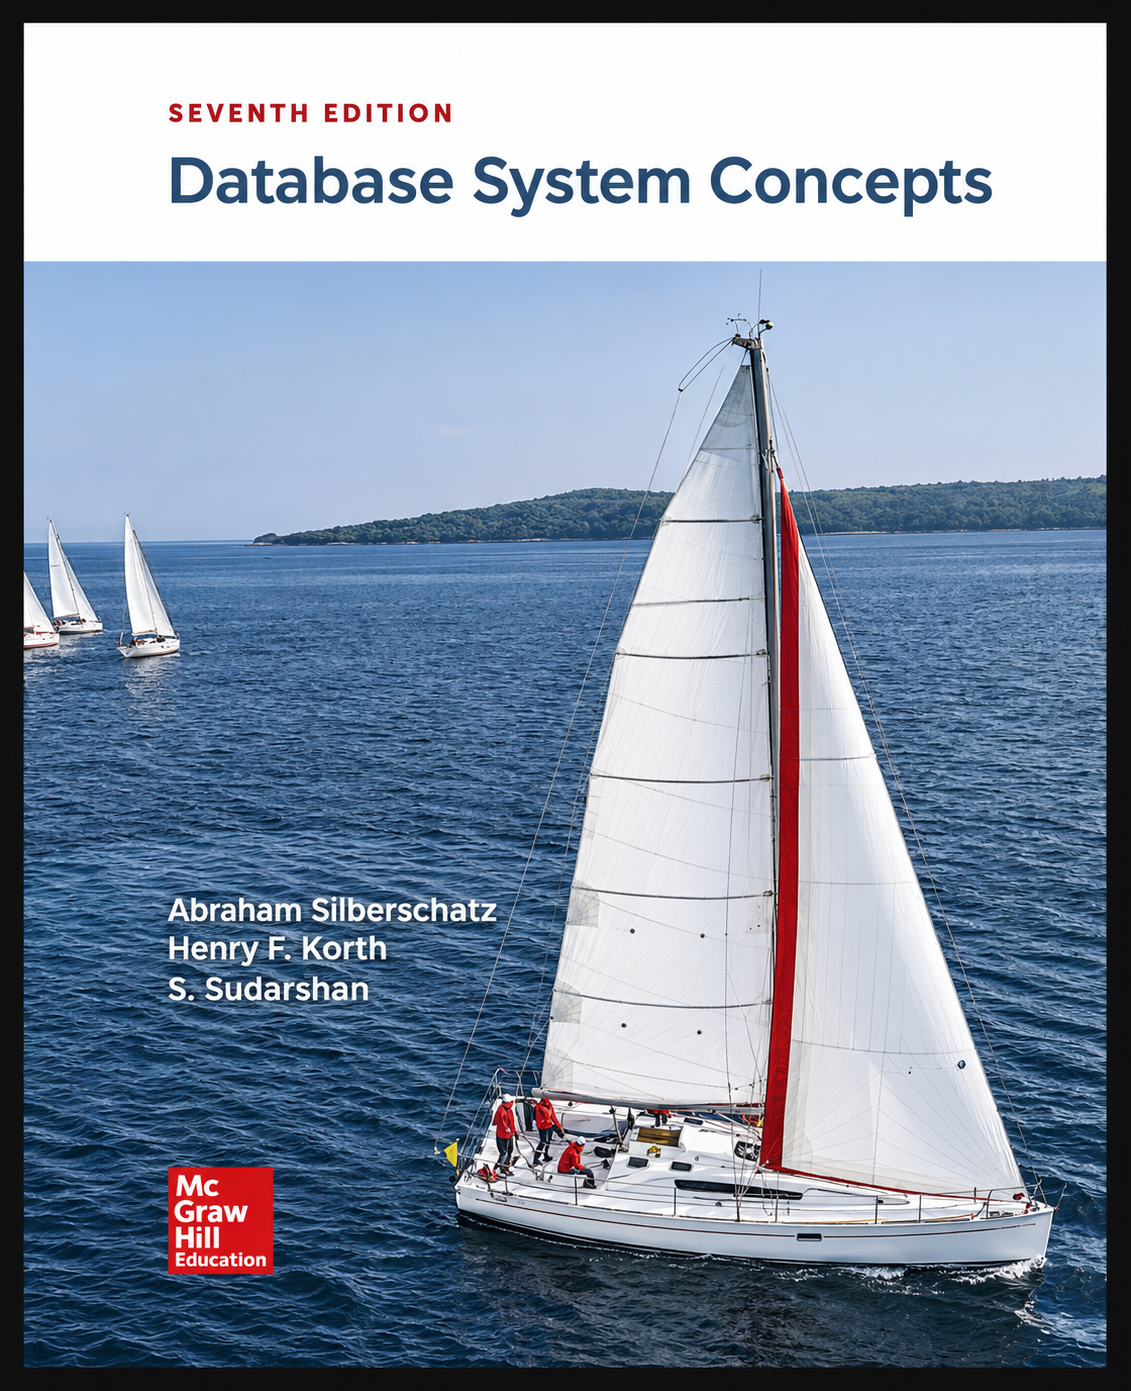 SEVENTH EDITION
Database System Concepts
Abraham Silberschatz
Henry F. Korth
S. Sudarshan
Mc
Graw
Hill
Education